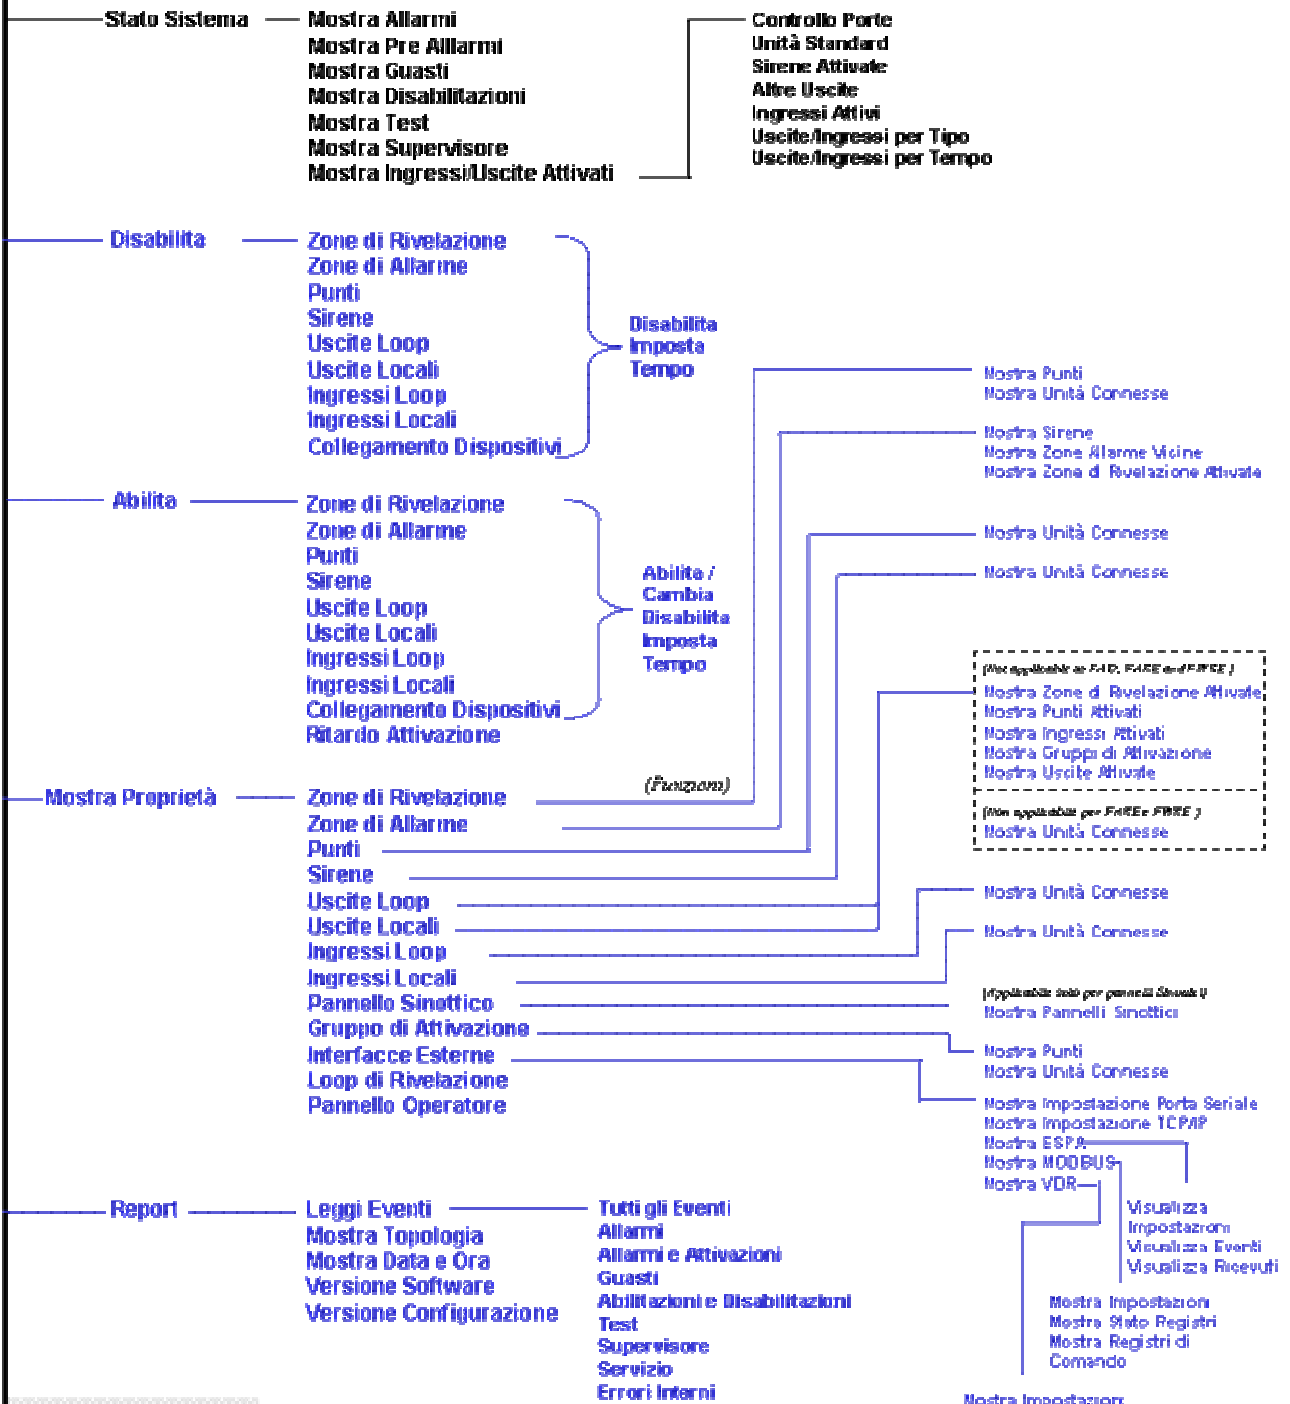 Stato Sistema
Mostra Allarmi
Mostra Pre Alllarmi
Mostra Guasti
Mostra Disabilitazioni
Mostra Test
Mostra Supervisore
Mostra Ingressi/Uscite Attivati
Controllo Porte
Unità Standard
Sirene Attivate
Altre Uscite
Ingressi Attivi
Uscite/Ingressi per Tipo
Uscite/Ingressi per Tempo
Disabilita
Zone di Rivelazione
Zone di Allarme
Punti
Sirene
Uscite Loop
Uscite Locali
Ingressi Loop
Ingressi Locali
Collegamento Dispositivi
Disabilita
Imposta
Tempo
Abilita
Zone di Rivelazione
Zone di Allarme
Punti
Sirene
Uscite Loop
Uscite Locali
Ingressi Loop
Ingressi Locali
Collegamento Dispositivi
Ritardo Attivazione
Abilita /
Cambia
Disabilita
Imposta
Tempo
Mostra Proprietà
(Funzioni)
Zone di Rivelazione
Zone di Allarme
Punti
Sirene
Uscite Loop
Uscite Locali
Ingressi Loop
Ingressi Locali
Pannello Sinottico
Gruppo di Attivazione
Interfacce Esterne
Loop di Rivelazione
Pannello Operatore
Mostra Punti
Mostra Unità Connesse
Mostra Sirene
Mostra Zone Allarme Vicine
Mostra Zone di Rivelazione Attivate
Mostra Unità Connesse
Mostra Unità Connesse
Mostra Zone di Rivelazione Attivate
Mostra Punti Attivati
Mostra Ingressi Attivati
Mostra Gruppi di Attivazione
Mostra Uscite Attivate
Mostra Unità Connesse
Mostra Unità Connesse
Mostra Unità Connesse
Mostra Pannelli Sinottici
Mostra Punti
Mostra Unità Connesse
Mostra Impostazione Porta Seriale
Mostra Impostazione TCP/IP
Mostra ESPA
Mostra MODBUS
Mostra VDR
Visualizza
Impostazioni
Visualizza Eventi
Visualizza Ricevuti
Mostra Impostazioni
Mostra Stato Registri
Mostra Registri di
Comando
Mostra Impostazioni
Report
Leggi Eventi
Mostra Topologia
Mostra Data e Ora
Versione Software
Versione Configurazione
Tutti gli Eventi
Allarmi
Allarmi e Attivazioni
Guasti
Abilitazioni e Disabilitazioni
Test
Supervisore
Servizio
Errori Interni